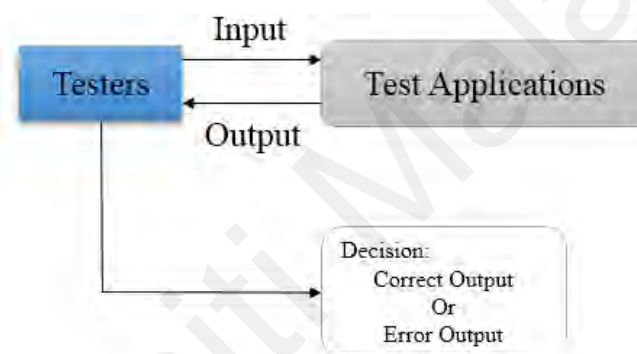 Input
Testers
Test Applications
Output
Decision:
Correct Output
Or
Error Output